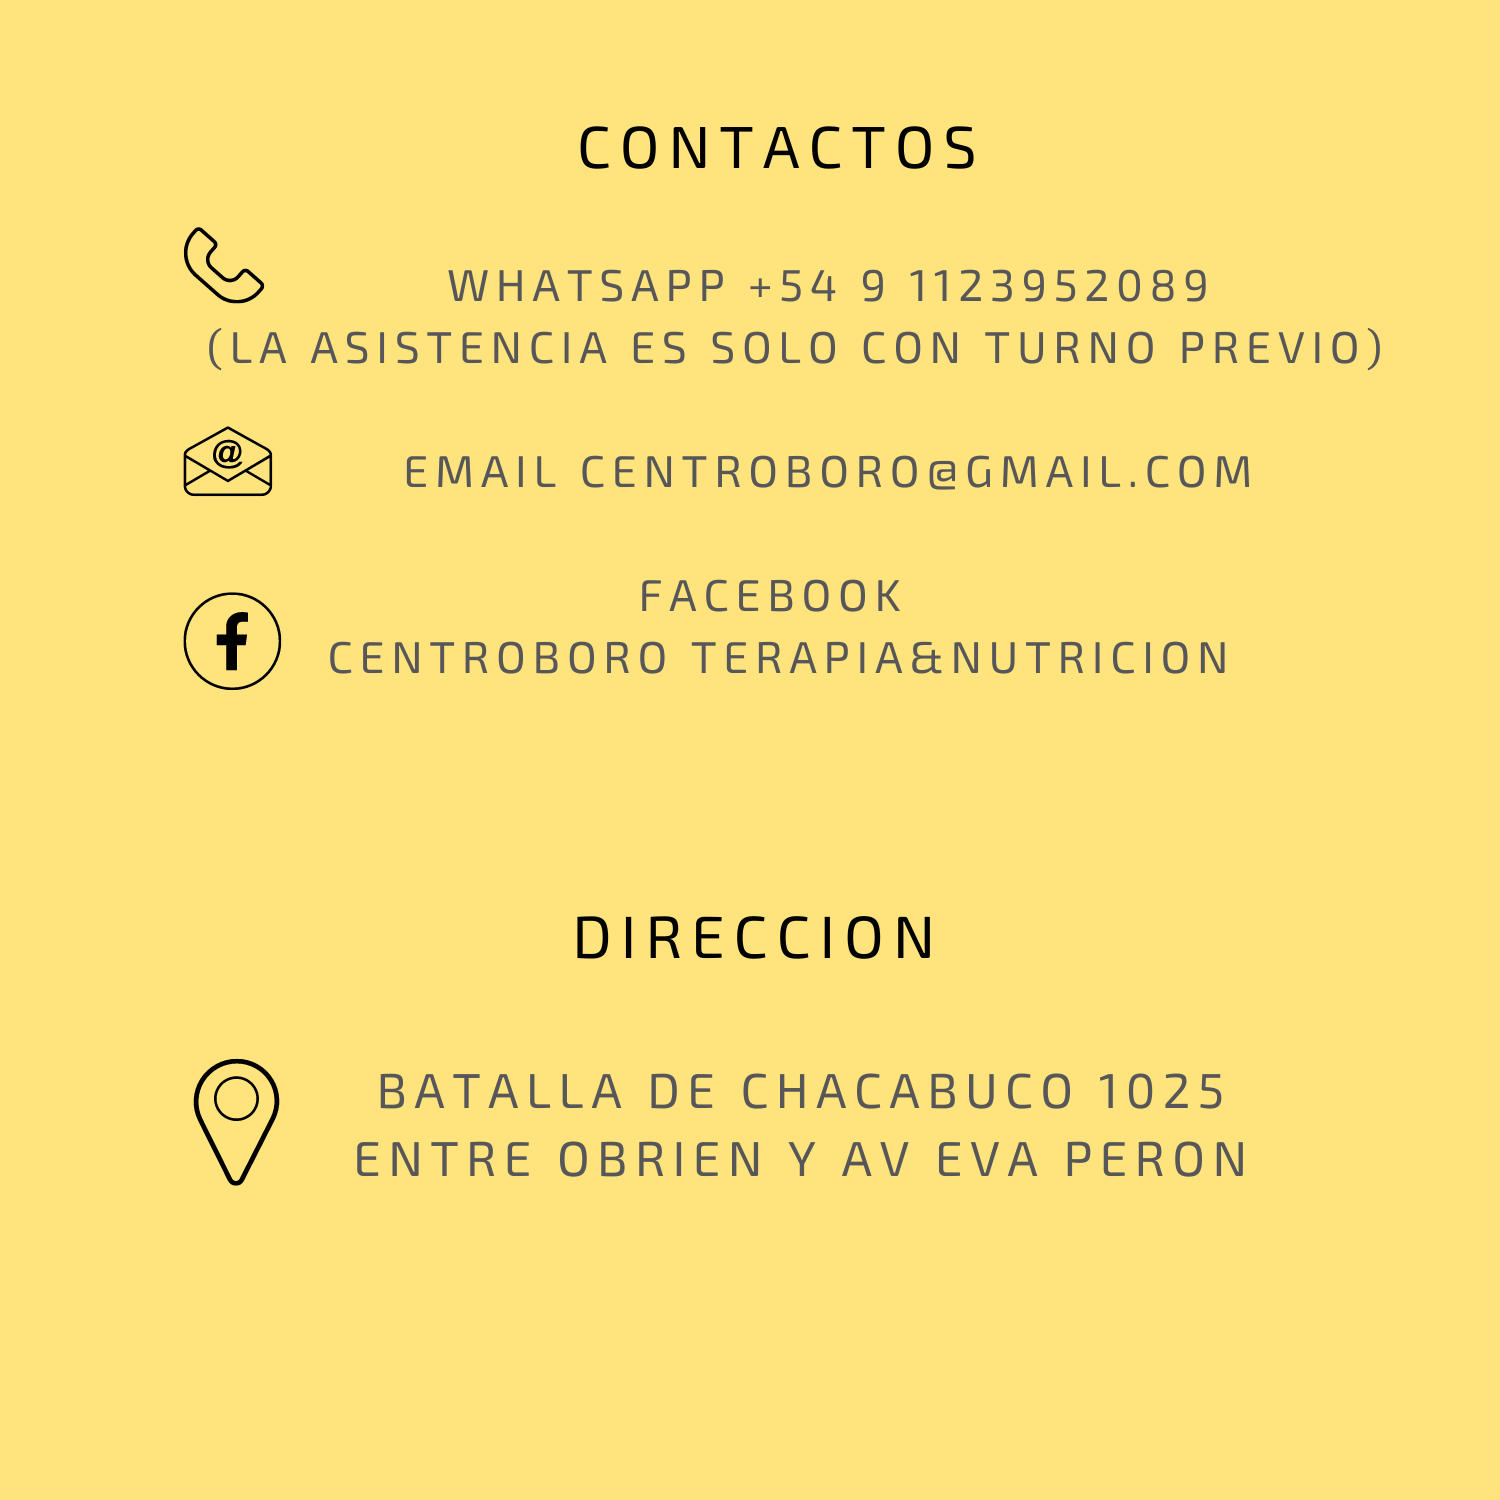 CONTACTOS
WHATSAPP +54 9 1123952089
(LA ASISTENCIA ES SOLO CON TURNO PREVIO)
@
EMAIL CENTROBORO@GMAIL.COM
FACEBOOK
f
CENTROBORO TERAPIA&NUTRICION
DIRECCION
BATALLA DE CHACABUCO 1025
ENTRE OBRIEN Y AV EVA PERON